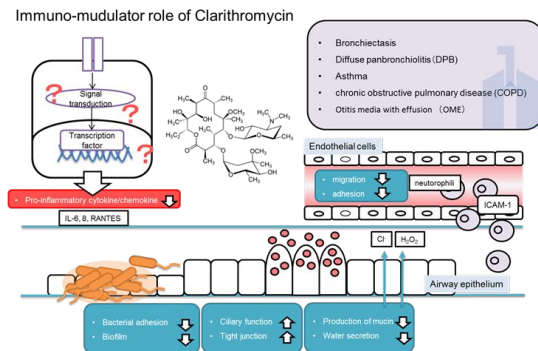 Immuno-mudulator role of Clarithromycin
Bronchiectasis
Diffuse panbronchiolitis (DPB)
Asthma
chronic obstructive pulmonary disease (COPD)
Otitis media with effusion （OME）
?
Signal
transduction
?
Transcription
factor
?
Pro-inflammatory cytokine/chemokine
IL-6, 8, RANTES
Endothelial cells
migration
adhesion
neutorophili
ICAM-1
Cl-
H2O2
Airway epithelium
Bacterial adhesion
Biofilm
Ciliary function
Tight junction
Production of mucin
Water secretion